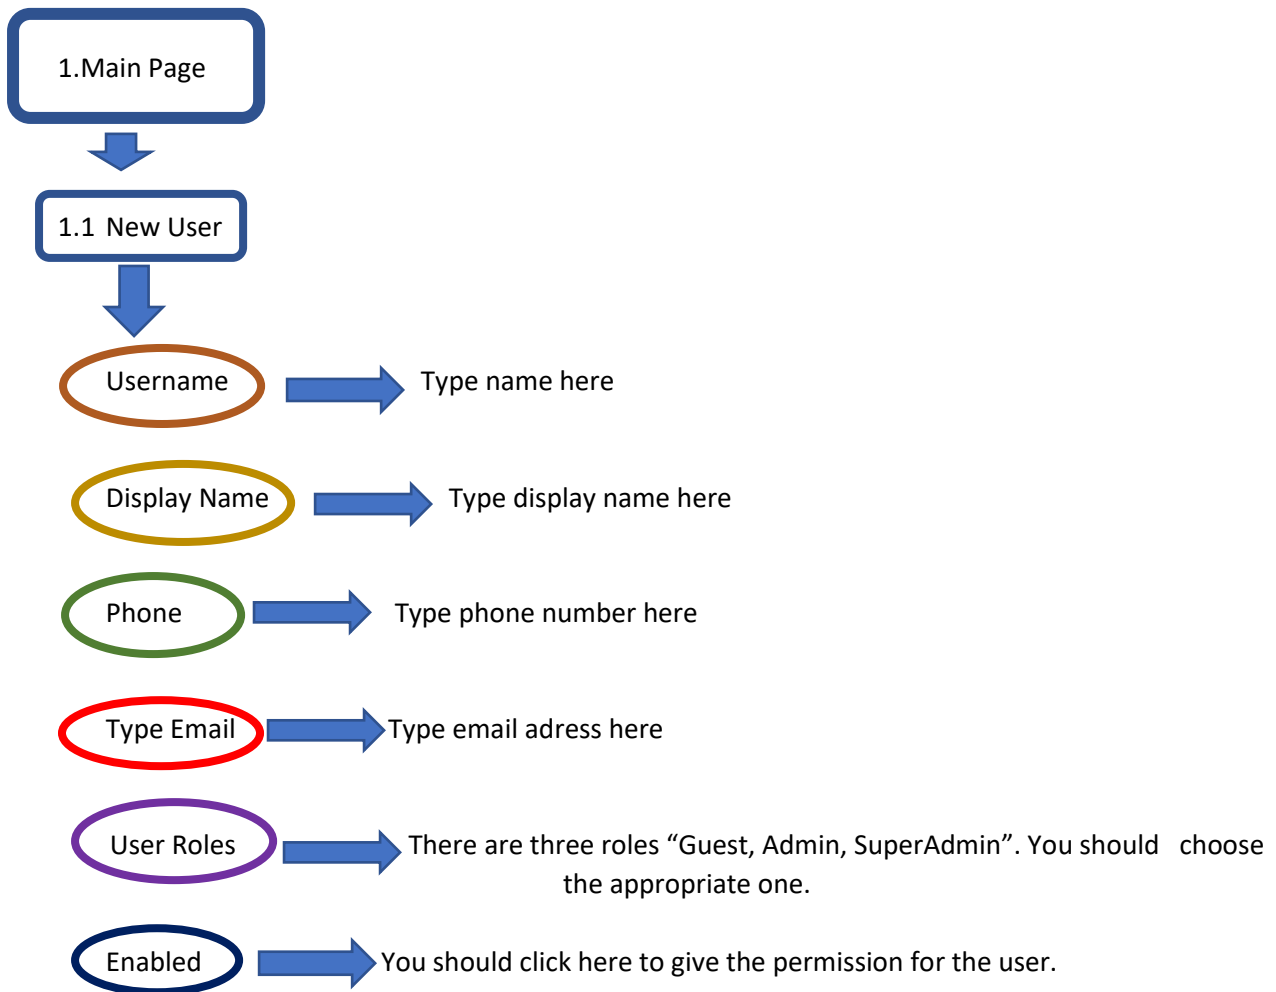 1.Main Page
1.1 New User
Username
Type name here
Display Name
Type display name here
Phone
Type phone number here
Type Email
Type email adress here
User Roles
There are three roles “Guest, Admin, SuperAdmin”. You should choose
the appropriate one.
Enabled
You should click here to give the permission for the user.